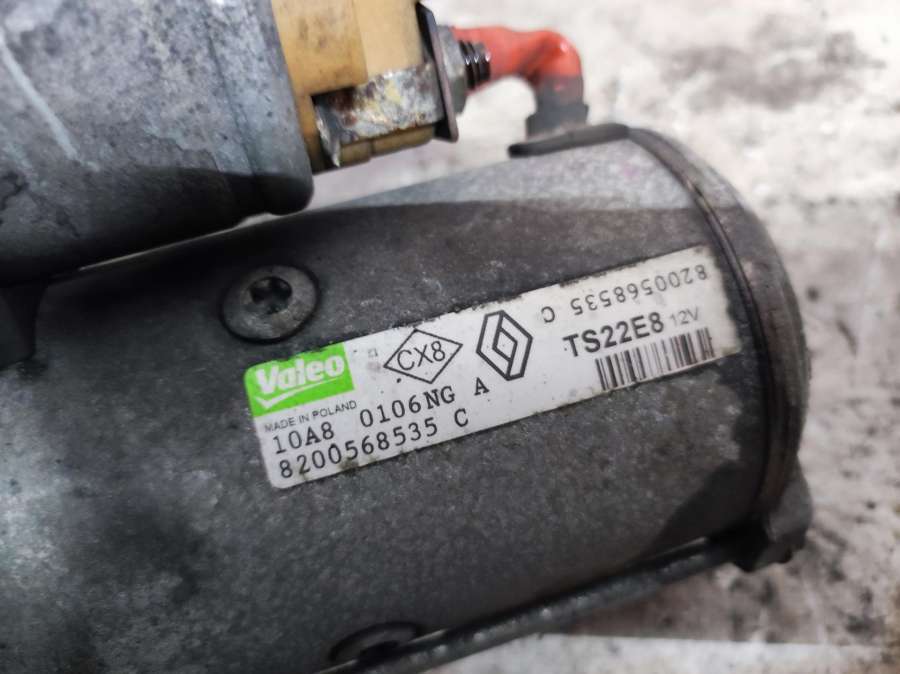 Valeo
MADE IN POLAND
CX8
10A8 0106NG A
8200568535 C
8200568535 C
TS22E8 12V